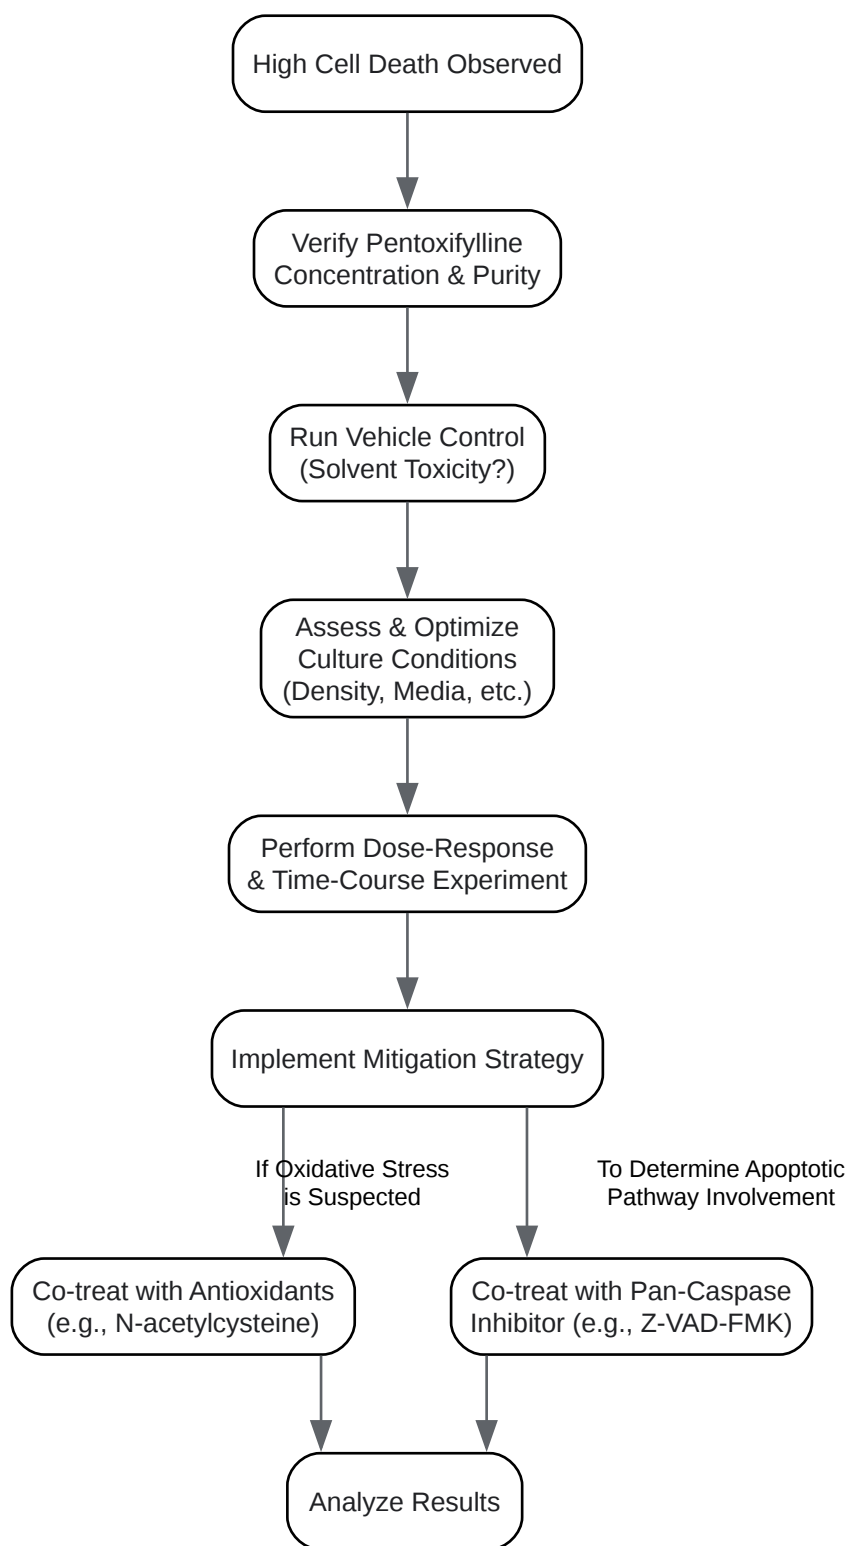 High Cell Death Observed
Verify Pentoxifylline
Concentration & Purity
Run Vehicle Control
(Solvent Toxicity?)
Assess & Optimize
Culture Conditions
(Density, Media, etc.)
Perform Dose-Response
& Time-Course Experiment
Implement Mitigation Strategy
If Oxidative Stress
is Suspected
To Determine Apoptotic
Pathway Involvement
Co-treat with Antioxidants
(e.g., N-acetylcysteine)
Co-treat with Pan-Caspase
Inhibitor (e.g., Z-VAD-FMK)
Analyze Results